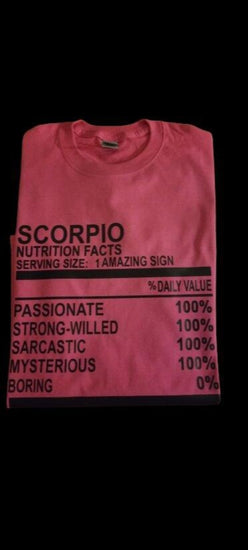 SCORPIO
NUTRITION FACTS
SERVING SIZE: 1 AMAZING SIGN
% DAILY VALUE
PASSIONATE 100%
STRONG-WILLED 100%
SARCASTIC 100%
MYSTERIOUS 100%
BORING 0%